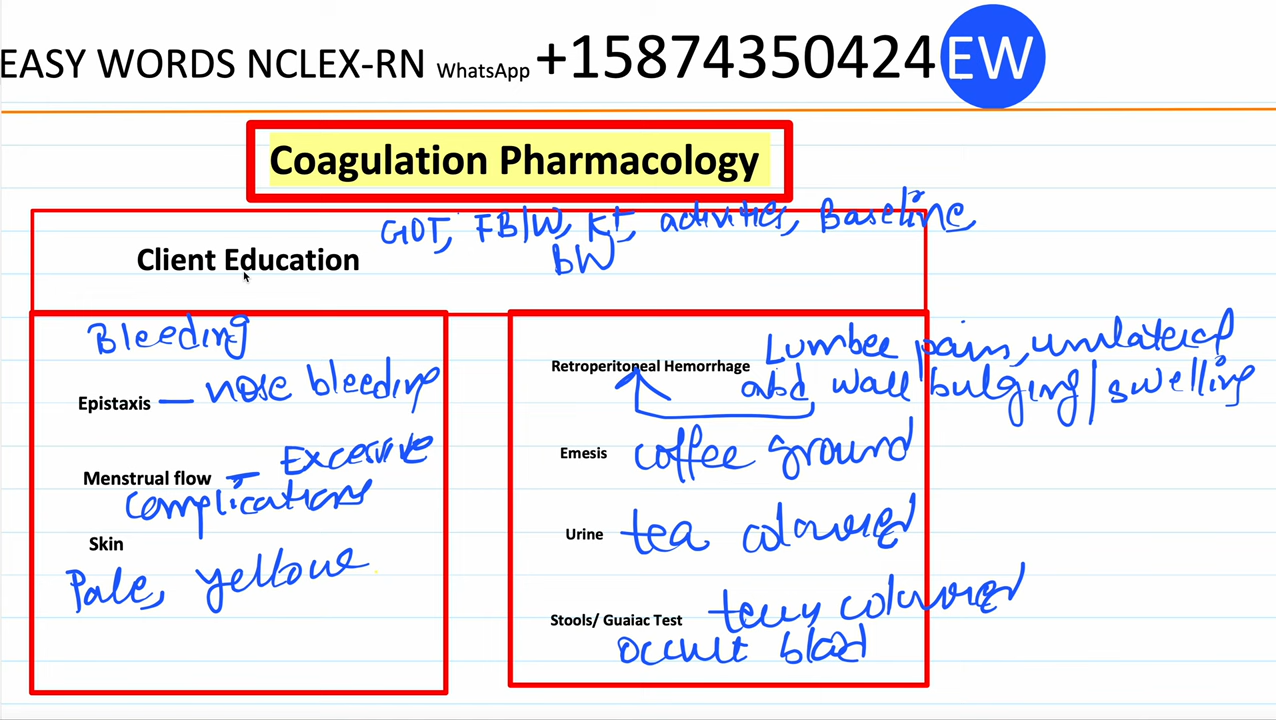 EASY WORDS NCLEX-RN WhatsApp +15874350424 EW
Coagulation Pharmacology
GOT, FB/W, K+, activities, Baseline,
bW
Client Education
Bleeding
Epistaxis — nose bleeding
Menstrual flow — Excessive
complications
Skin
Pale, yellow
Retroperitoneal Hemorrhage Lumbee pain, unilateral
abd wall bulging/swelling
Emesis coffee ground
Urine tea coloured
Stools/ Guaiac Test coloured
occult blood